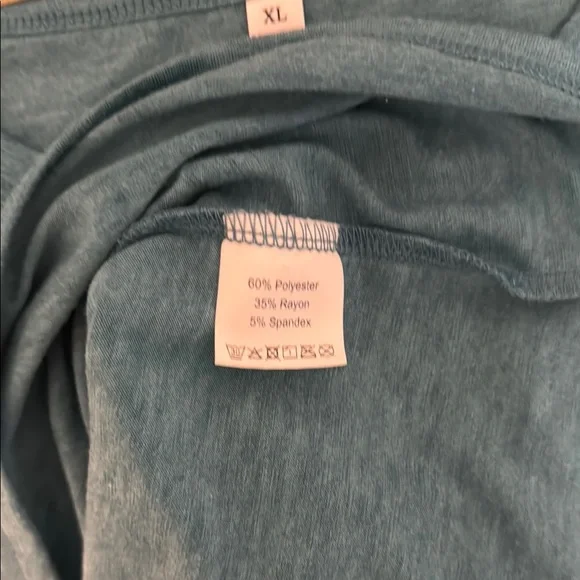 XL
60% Polyester
35% Rayon
5% Spandex